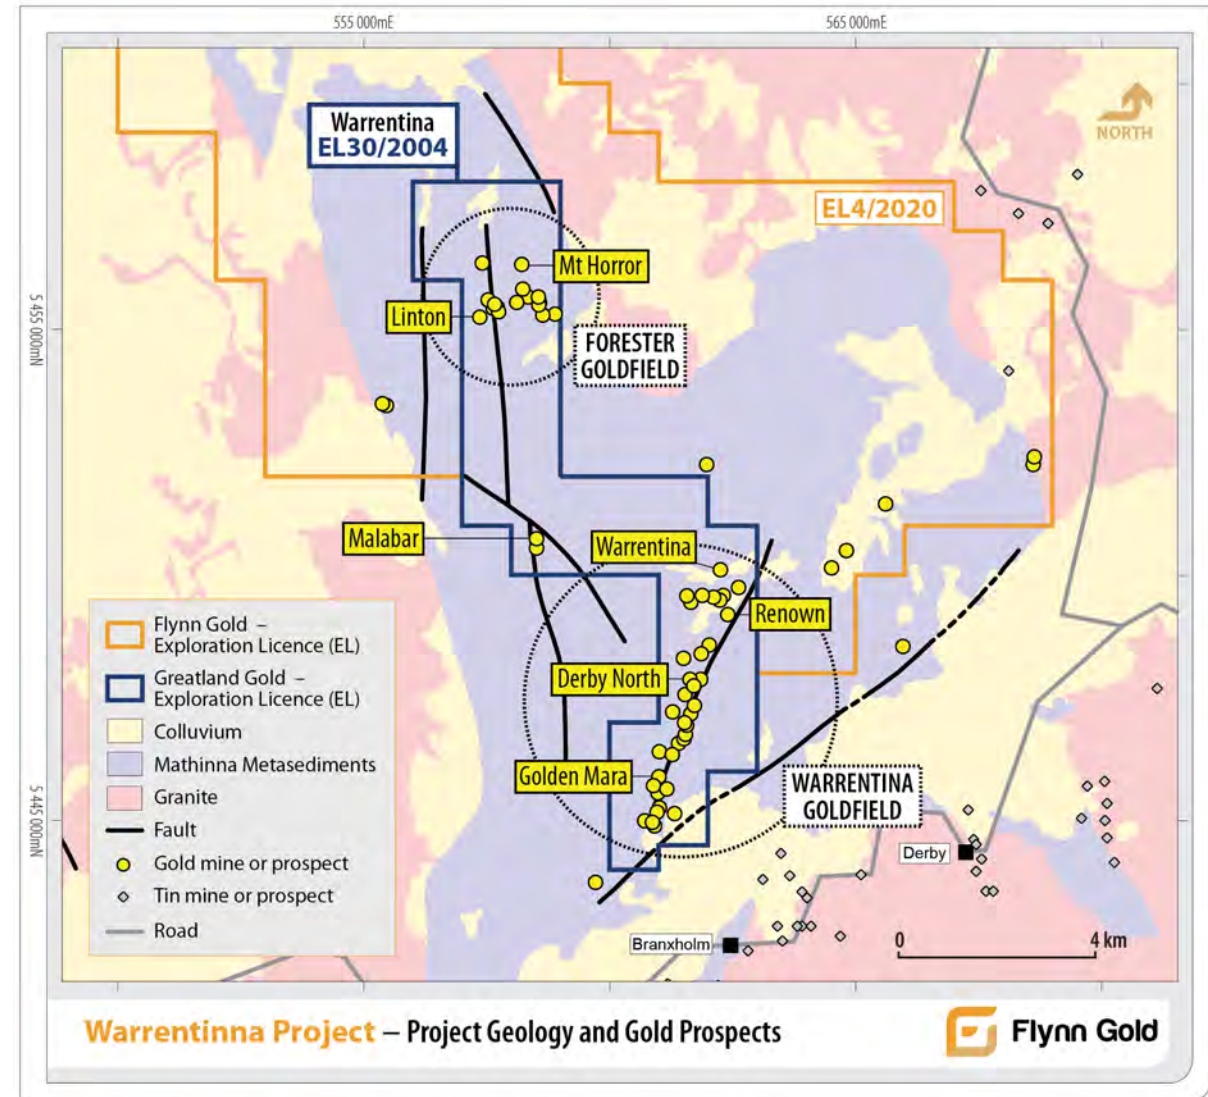 555 000mE
565 000mE
Warrentina
EL30/2004
NORTH
EL4/2020
Mt Horror
Linton
5 455 000mN
FORESTER
GOLDFIELD
Malabar
Warrentina
Renown
Flynn Gold –
Exploration Licence (EL)
Greatland Gold –
Exploration Licence (EL)
Colluvium
Mathinna Metasediments
Granite
Fault
Gold mine or prospect
Tin mine or prospect
Road
Derby North
Golden Mara
WARRENTINA
GOLDFIELD
5 445 000mN
Derby
Branxholm
0 4 km
Warrentinna Project – Project Geology and Gold Prospects
Flynn Gold